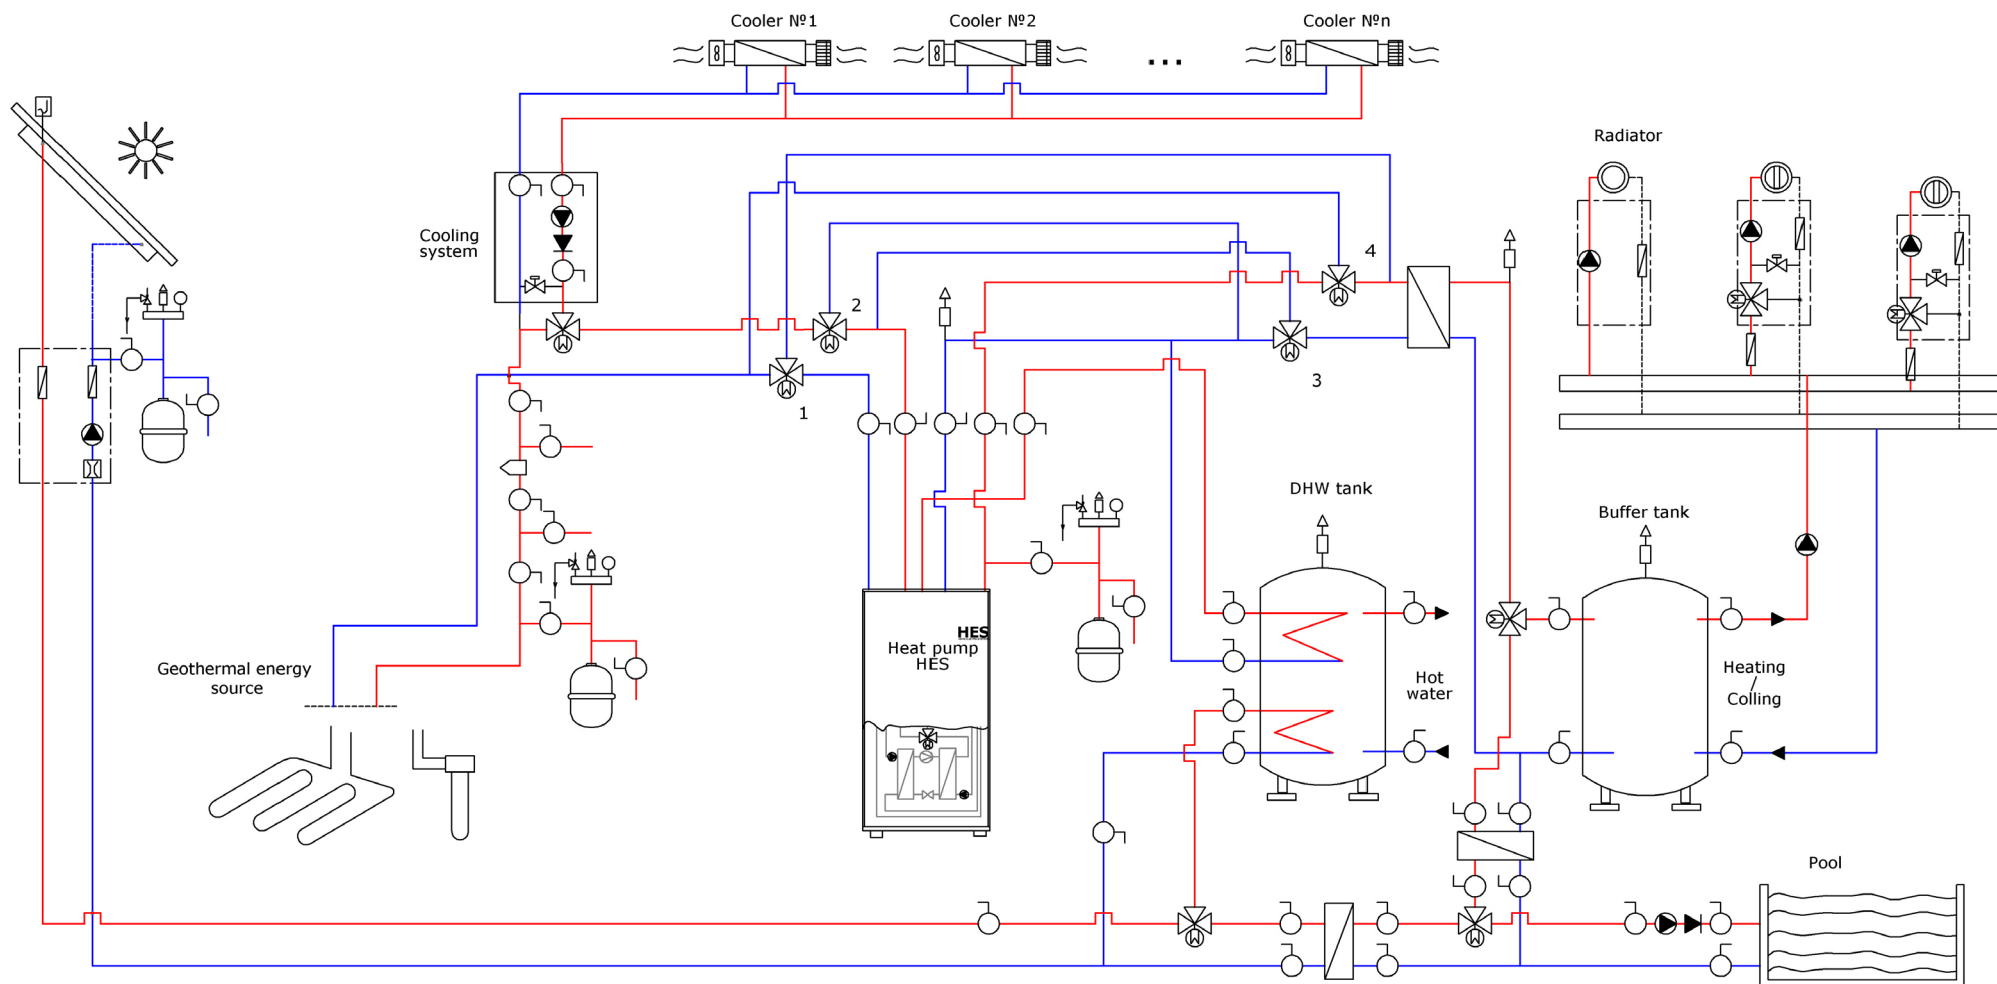 Cooler №1
Cooler №2
Cooler №n
...
Radiator
Cooling
system
4
2
3
1
DHW tank
Buffer tank
HES
Heat pump
HES
Geothermal energy
source
Hot
water
Heating
/
Colling
Pool